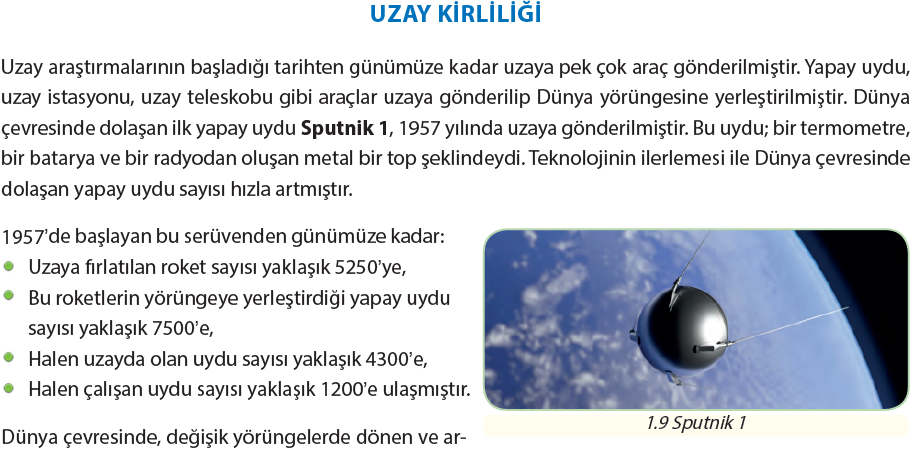 UZAY KİRLİLİĞİ
Uzay araştırmalarının başladığı tarihten günümüze kadar uzaya pek çok araç gönderilmiştir. Yapay uydu,
uzay istasyonu, uzay teleskobu gibi araçlar uzaya gönderilip Dünya yörüngesine yerleştirilmiştir. Dünya
çevresinde dolaşan ilk yapay uydu Sputnik 1, 1957 yılında uzaya gönderilmiştir. Bu uydu; bir termometre,
bir batarya ve bir radyodan oluşan metal bir top şeklindeydi. Teknolojinin ilerlemesi ile Dünya çevresinde
dolaşan yapay uydu sayısı hızla artmıştır.
1957’de başlayan bu serüvenden günümüze kadar:
● Uzaya fırlatılan roket sayısı yaklaşık 5250’ye,
● Bu roketlerin yörüngeye yerleştirdiği yapay uydu
sayısı yaklaşık 7500’e,
● Halen uzayda olan uydu sayısı yaklaşık 4300’e,
● Halen çalışan uydu sayısı yaklaşık 1200’e ulaşmıştır.
1.9 Sputnik 1
Dünya çevresinde, değişik yörüngelerde dönen ve ar-